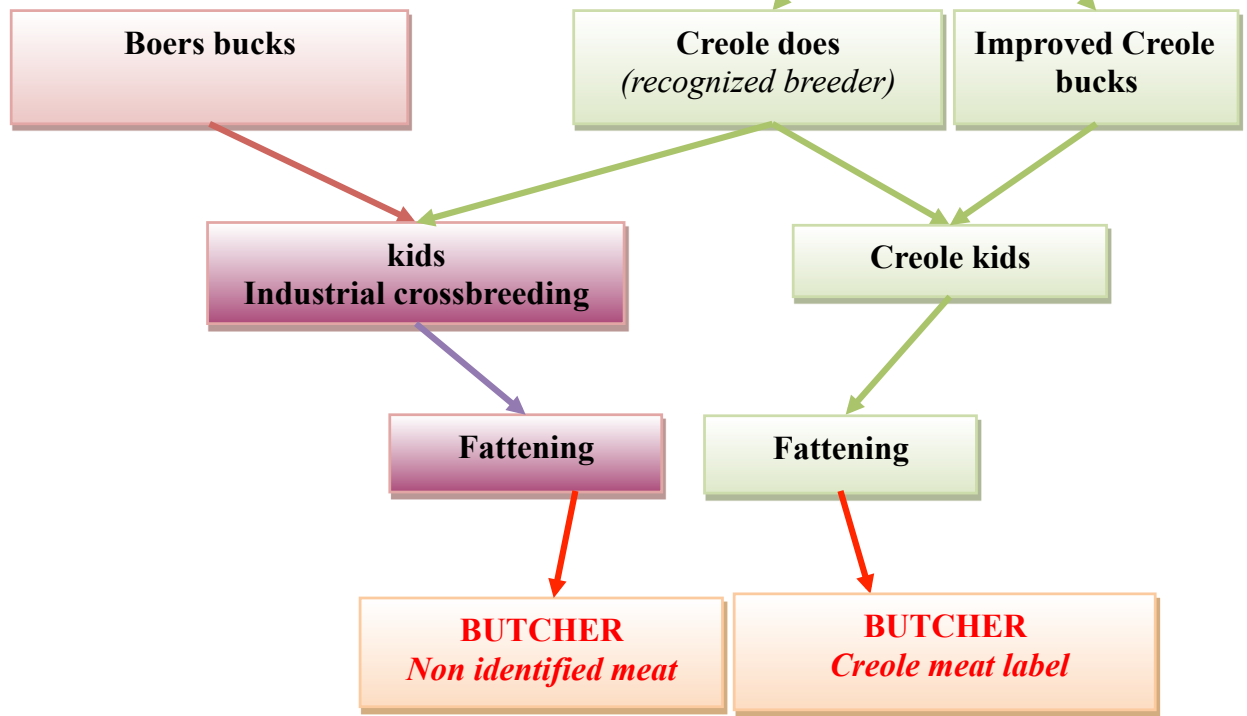 Boers bucks
Creole does
(recognized breeder)
Improved Creole
bucks
kids
Industrial crossbreeding
Creole kids
Fattening
Fattening
BUTCHER
Non identified meat
BUTCHER
Creole meat label